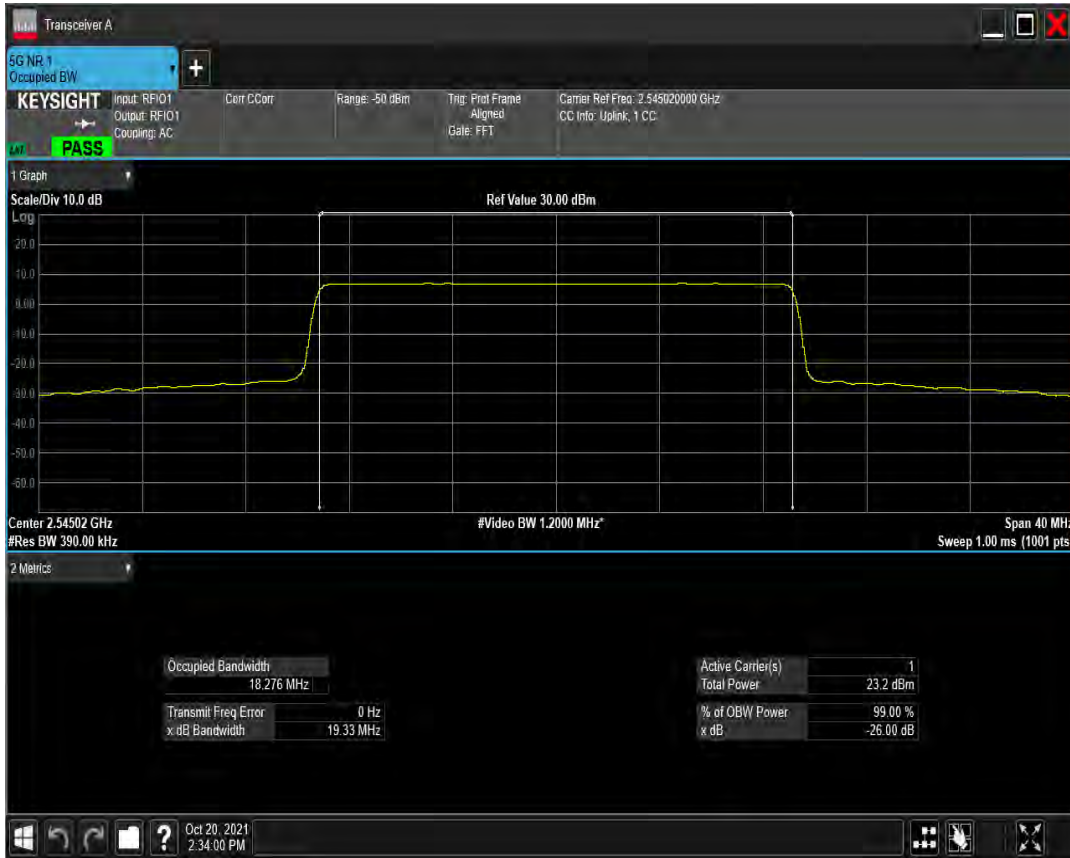 Transceiver A
5G NR 1
Occupied BW
KEYSIGHT
Input: RFIO1
Output: RFIO1
Coupling: AC
Corr CCorr
Range: -50 dBm
Trig: Prot Frame
Aligned
Gate: FFT
Carrier Ref Freq: 2.545020000 GHz
CC Info: Uplink, 1 CC
PASS
1 Graph
Scale/Div 10.0 dB
Ref Value 30.00 dBm
Log
20.0
10.0
0.00
-10.0
-20.0
-30.0
-40.0
-50.0
-60.0
Center 2.54502 GHz
#Video BW 1.2000 MHz*
Span 40 MHz
#Res BW 390.00 kHz
Sweep 1.00 ms (1001 pts
2 Metrics
Occupied Bandwidth
18.276 MHz
Transmit Freq Error 0 Hz
x dB Bandwidth 19.33 MHz
Active Carrier(s) 1
Total Power 23.2 dBm
% of OBW Power 99.00 %
x dB -26.00 dB
?
Oct 20, 2021
2:34:00 PM